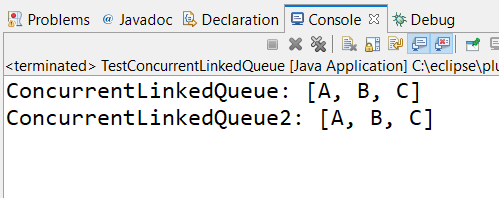 Problems @ Javadoc Declaration Console Debug
<terminated> TestConcurrentLinkedQueue [Java Application] C:\eclipse\plu
ConcurrentLinkedQueue: [A, B, C]
ConcurrentLinkedQueue2: [A, B, C]